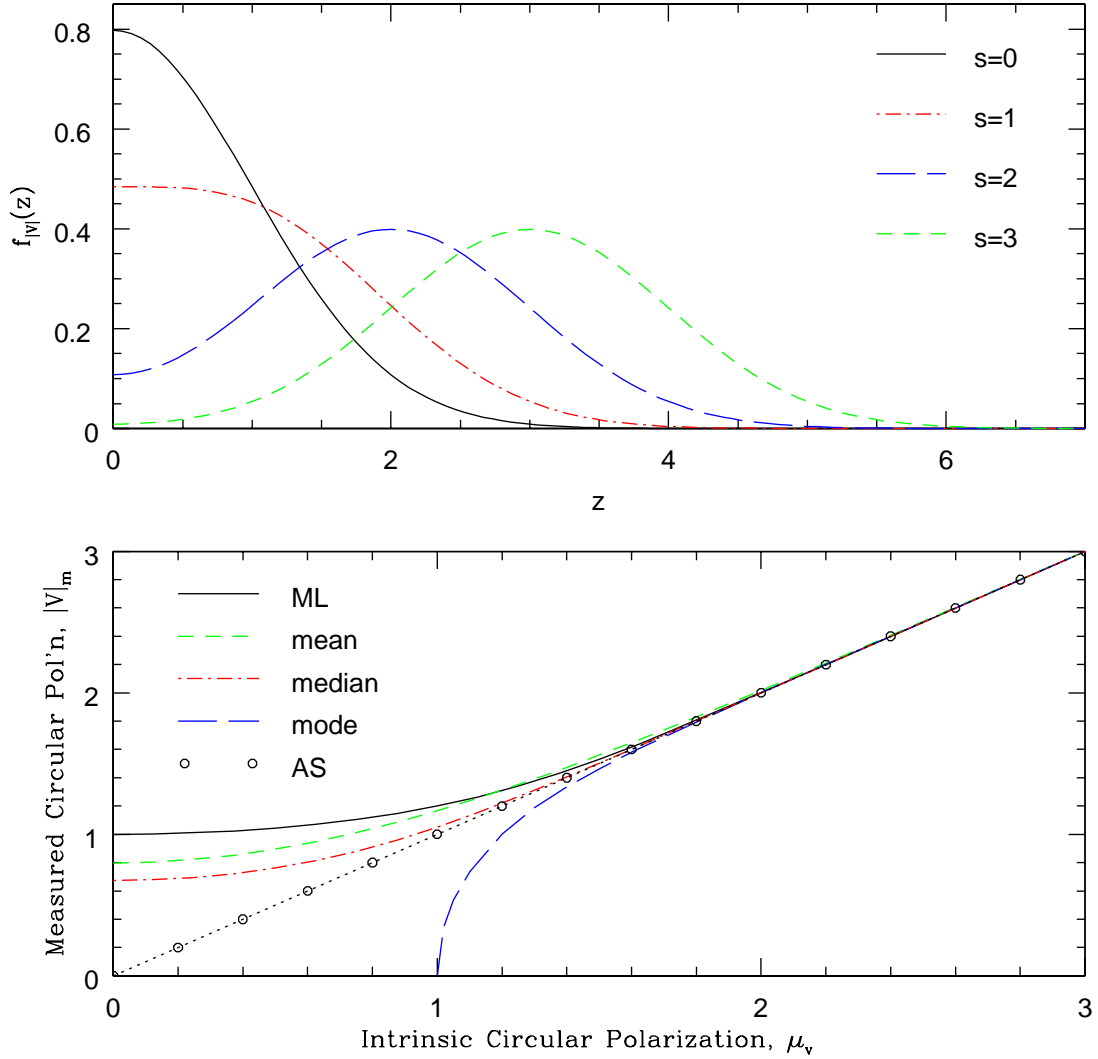 0.8
0.6
0.4
0.2
0
f|V|(z)
s=0
s=1
s=2
s=3
0 2 4 6
z
3
2
1
0
Measured Circular Pol'n, |V|m
ML
mean
median
mode
AS
0 1 2 3
Intrinsic Circular Polarization, μv